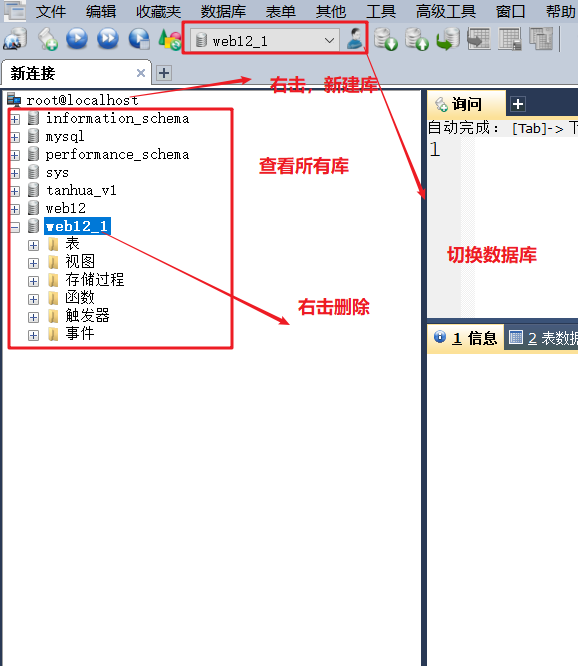 文件 编辑 收藏夹 数据库 表单 其他 工具 高级工具 窗口 帮助
web12_1
新连接
root@localhost
右击，新建库
information_schema
mysql
performance_schema
sys
tanhua_v1
web12
web12_1
表
视图
存储过程
函数
触发器
事件
查看所有库
右击删除
询问
自动完成：[Tab]-> 下
1
切换数据库
1 信息 2 表数据